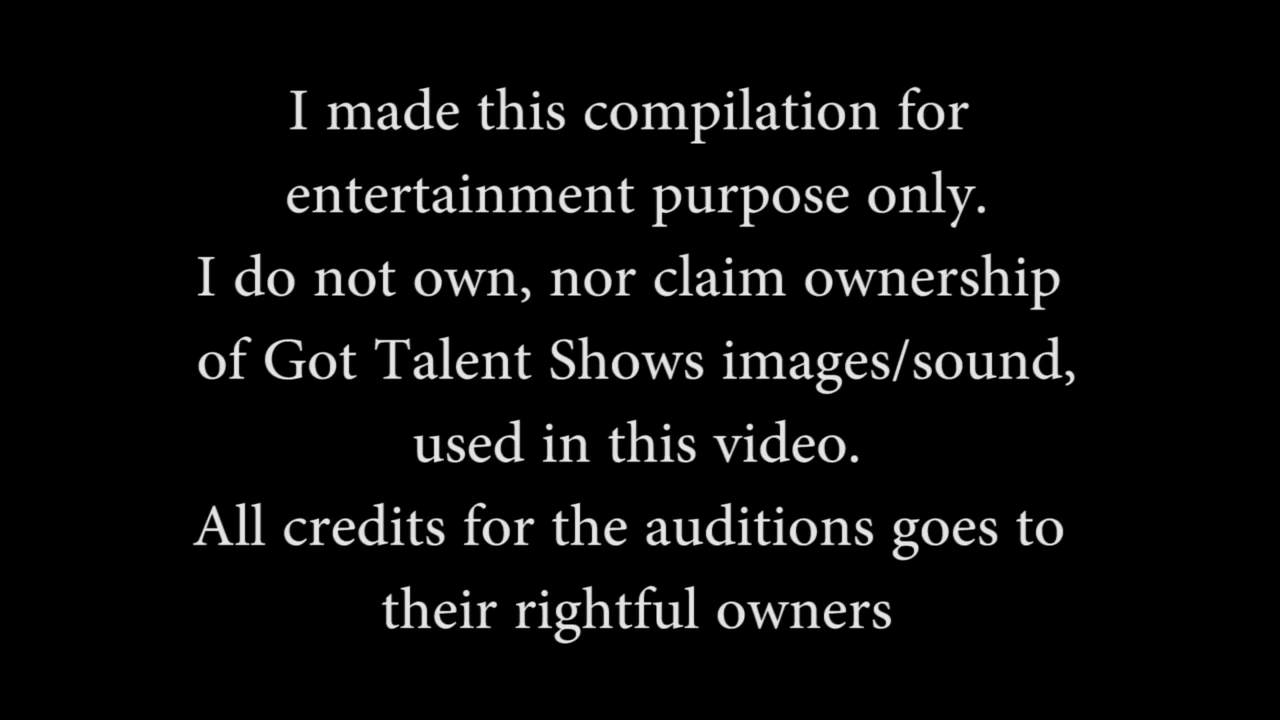 I made this compilation for
entertainment purpose only.
I do not own, nor claim ownership
of Got Talent Shows images/sound,
used in this video.
All credits for the auditions goes to
their rightful owners